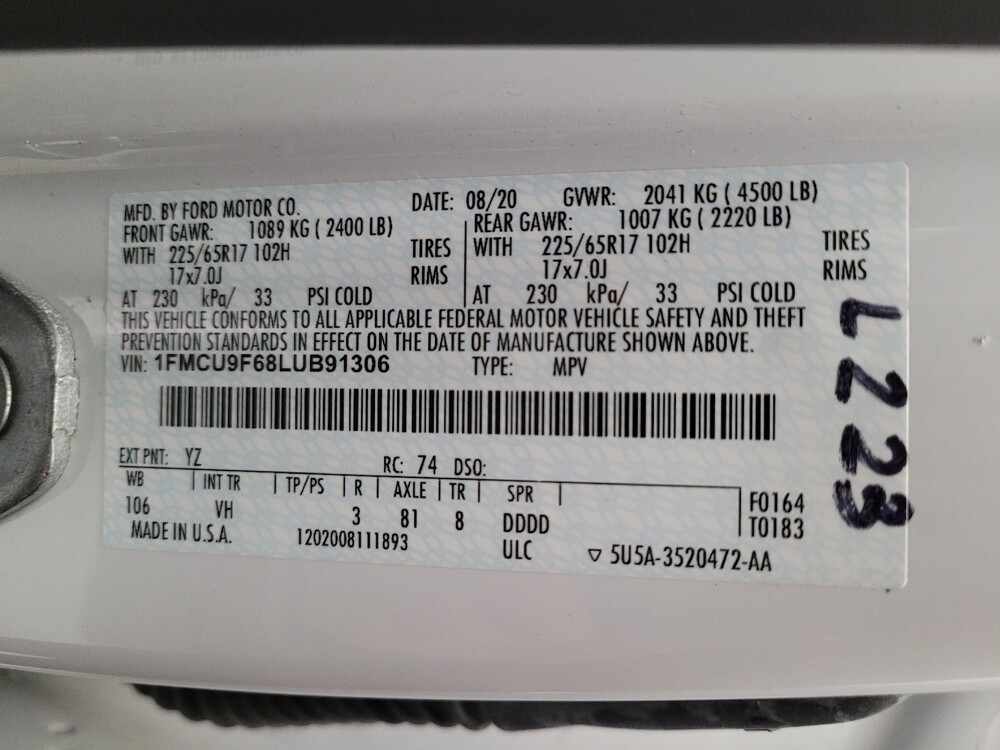 MFD. BY FORD MOTOR CO. DATE: 08/20 GVWR: 2041 KG ( 4500 LB)
FRONT GAWR: 1089 KG ( 2400 LB) REAR GAWR: 1007 KG ( 2220 LB)
WITH 225/65R17 102H TIRES WITH 225/65R17 102H TIRES
17x7.0J RIMS 17x7.0J RIMS
AT 230 kPa/ 33 PSI COLD AT 230 kPa/ 33 PSI COLD
THIS VEHICLE CONFORMS TO ALL APPLICABLE FEDERAL MOTOR VEHICLE SAFETY AND THEFT
PREVENTION STANDARDS IN EFFECT ON THE DATE OF MANUFACTURE SHOWN ABOVE.
VIN: 1FMCU9F68LUB91306 TYPE: MPV
EXT PNT: YZ RC: 74 DSO:
WB INT TR TP/PS R AXLE TR SPR
106 VH 3 81 8 DDDD
F0164
T0183
MADE IN U.S.A. 1202008111893 ULC ▽ 5U5A-3520472-AA
L223